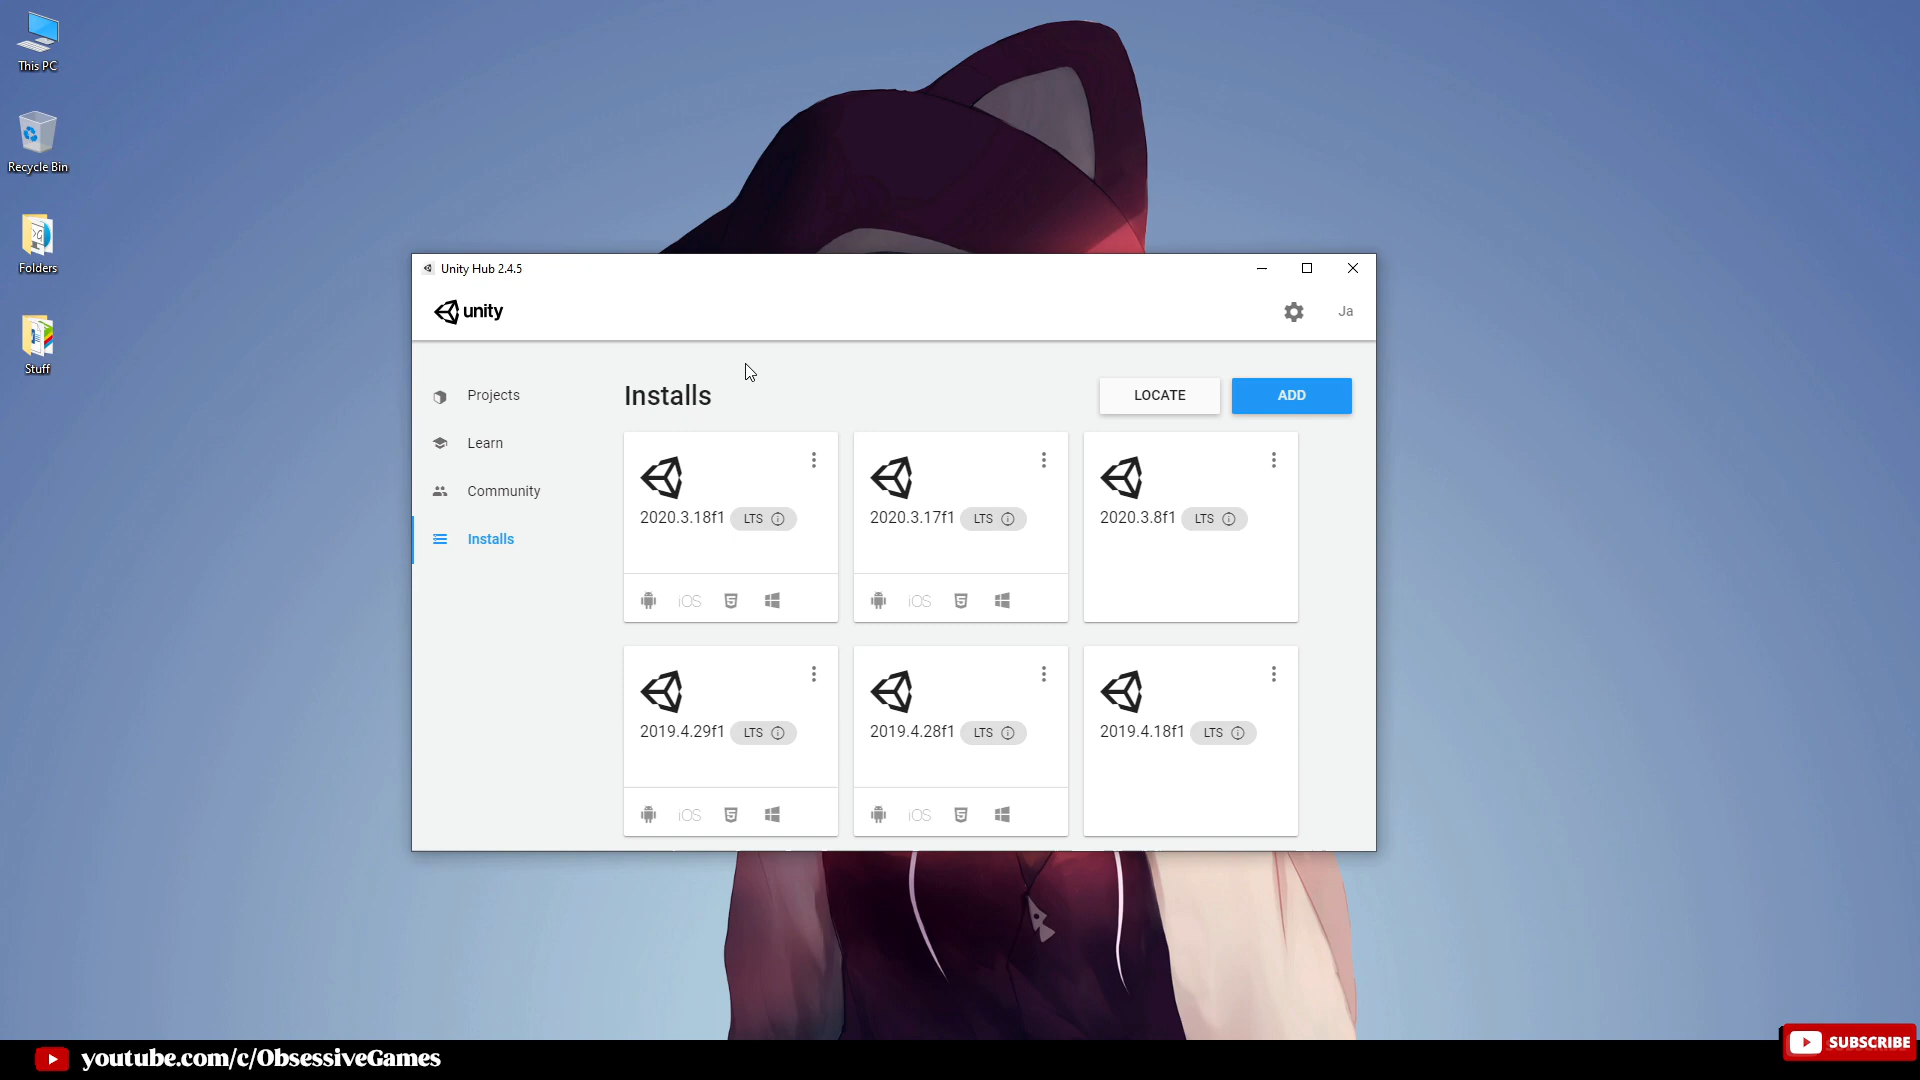 This PC
Recycle Bin
Folders
Stuff
Unity Hub 2.4.5
unity
Ja
Projects
Learn
Community
Installs
Installs
LOCATE
ADD
2020.3.18f1 LTS
2020.3.17f1 LTS
2020.3.8f1 LTS
iOS
iOS
2019.4.29f1 LTS
2019.4.28f1 LTS
2019.4.18f1 LTS
iOS
iOS
youtube.com/c/ObsessiveGames
SUBSCRIBE